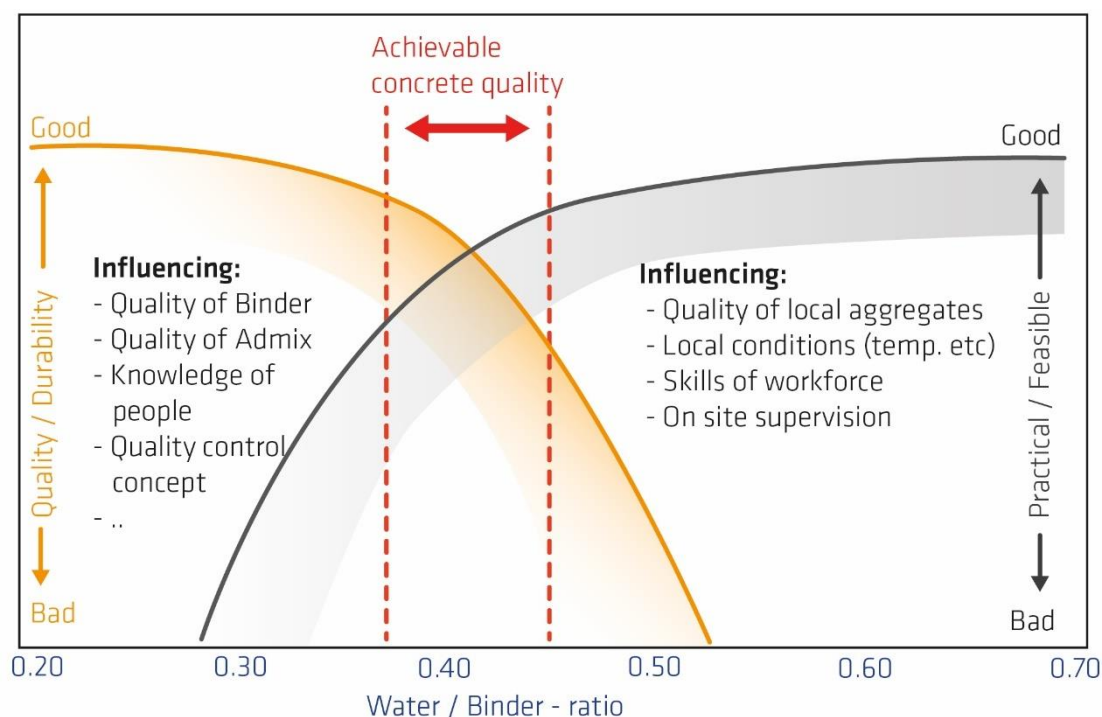 Achievable
concrete quality
Good
Quality / Durability
Bad
Influencing:
- Quality of Binder
- Quality of Admix
- Knowledge of
people
- Quality control
concept
- ..
Influencing:
- Quality of local aggregates
- Local conditions (temp. etc)
- Skills of workforce
- On site supervision
Good
Practical / Feasible
Bad
0.20 0.30 0.40 0.50 0.60 0.70
Water / Binder - ratio